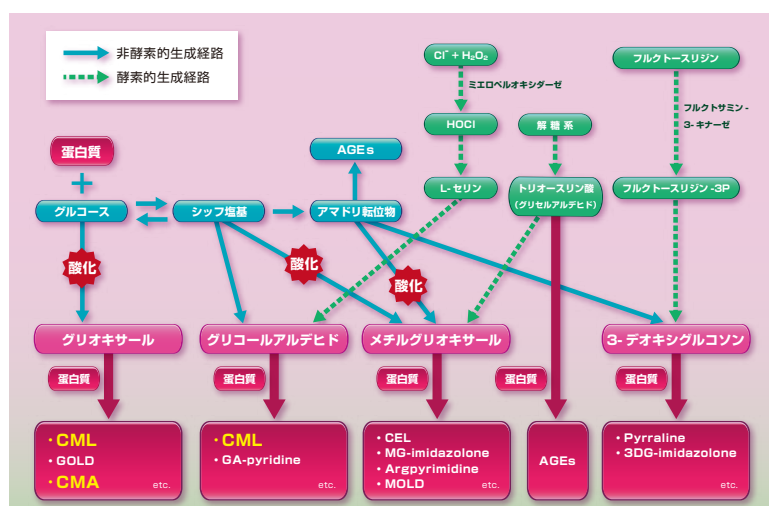 非酵素的生成経路
酵素的生成経路
Cl⁻ + H₂O₂
フルクトースリジン
ミエロペルオキシダーゼ
フルクトサミン-
3-キナーゼ
HOCl
解糖系
蛋白質
AGEs
+
L-セリン
トリオースリン酸
(グリセルアルデヒド)
フルクトースリジン-3P
グルコース
シッフ塩基
アマドリ転位物
酸化
酸化
酸化
グリオキサール
グリコールアルデヒド
メチルグリオキサール
3-デオキシグルコソン
蛋白質
蛋白質
蛋白質
蛋白質
蛋白質
・CML
・GOLD
・CMA
etc.
・CML
・GA-pyridine
etc.
・CEL
・MG-imidazolone
・Argpyrimidine
・MOLD
etc.
AGEs
・Pyrraline
・3DG-imidazolone
etc.